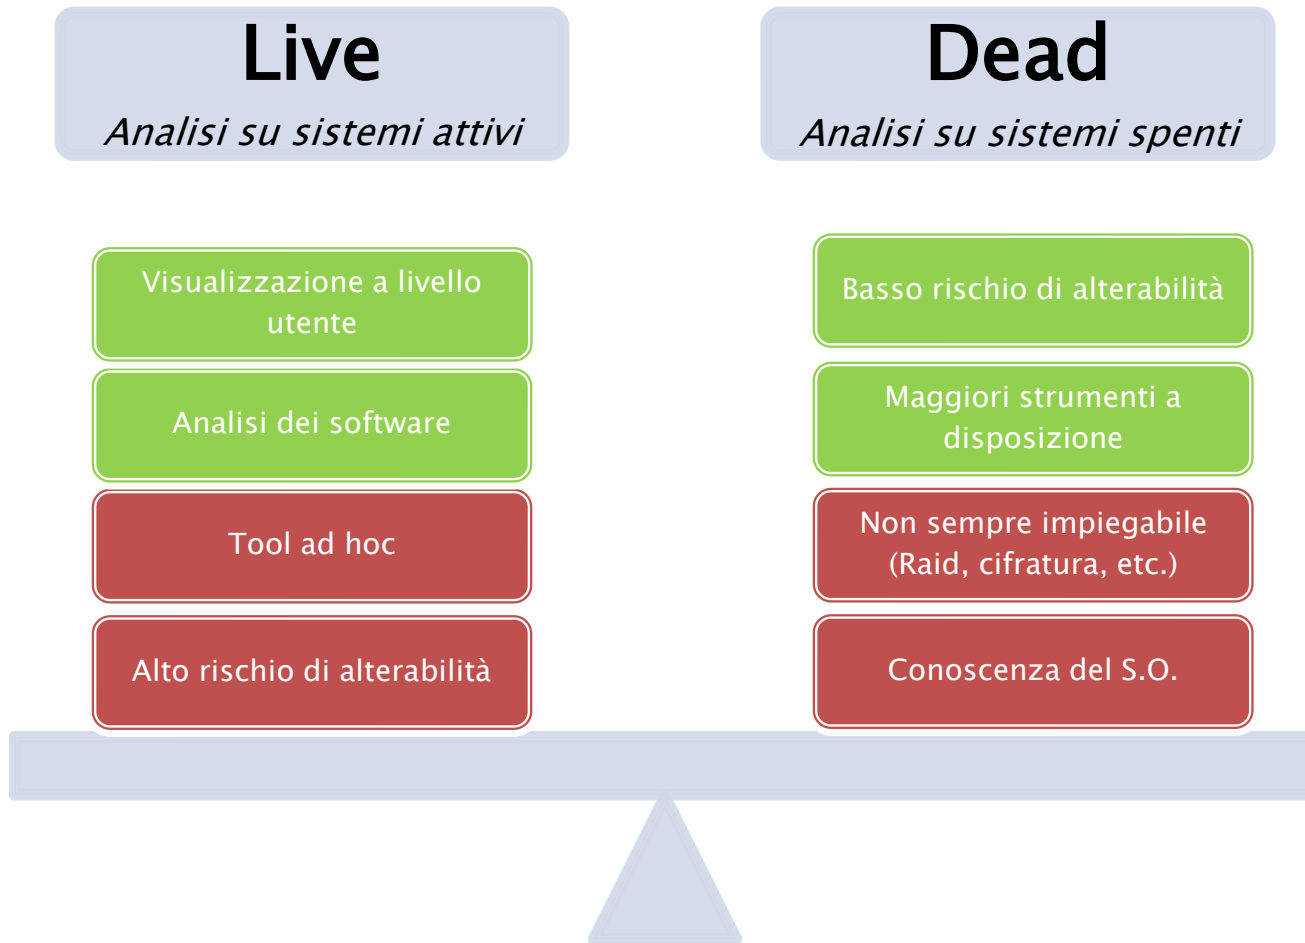 Live
Analisi su sistemi attivi
Visualizzazione a livello
utente
Analisi dei software
Tool ad hoc
Alto rischio di alterabilità
Dead
Analisi su sistemi spenti
Basso rischio di alterabilità
Maggiori strumenti a
disposizione
Non sempre impiegabile
(Raid, cifratura, etc.)
Conoscenza del S.O.